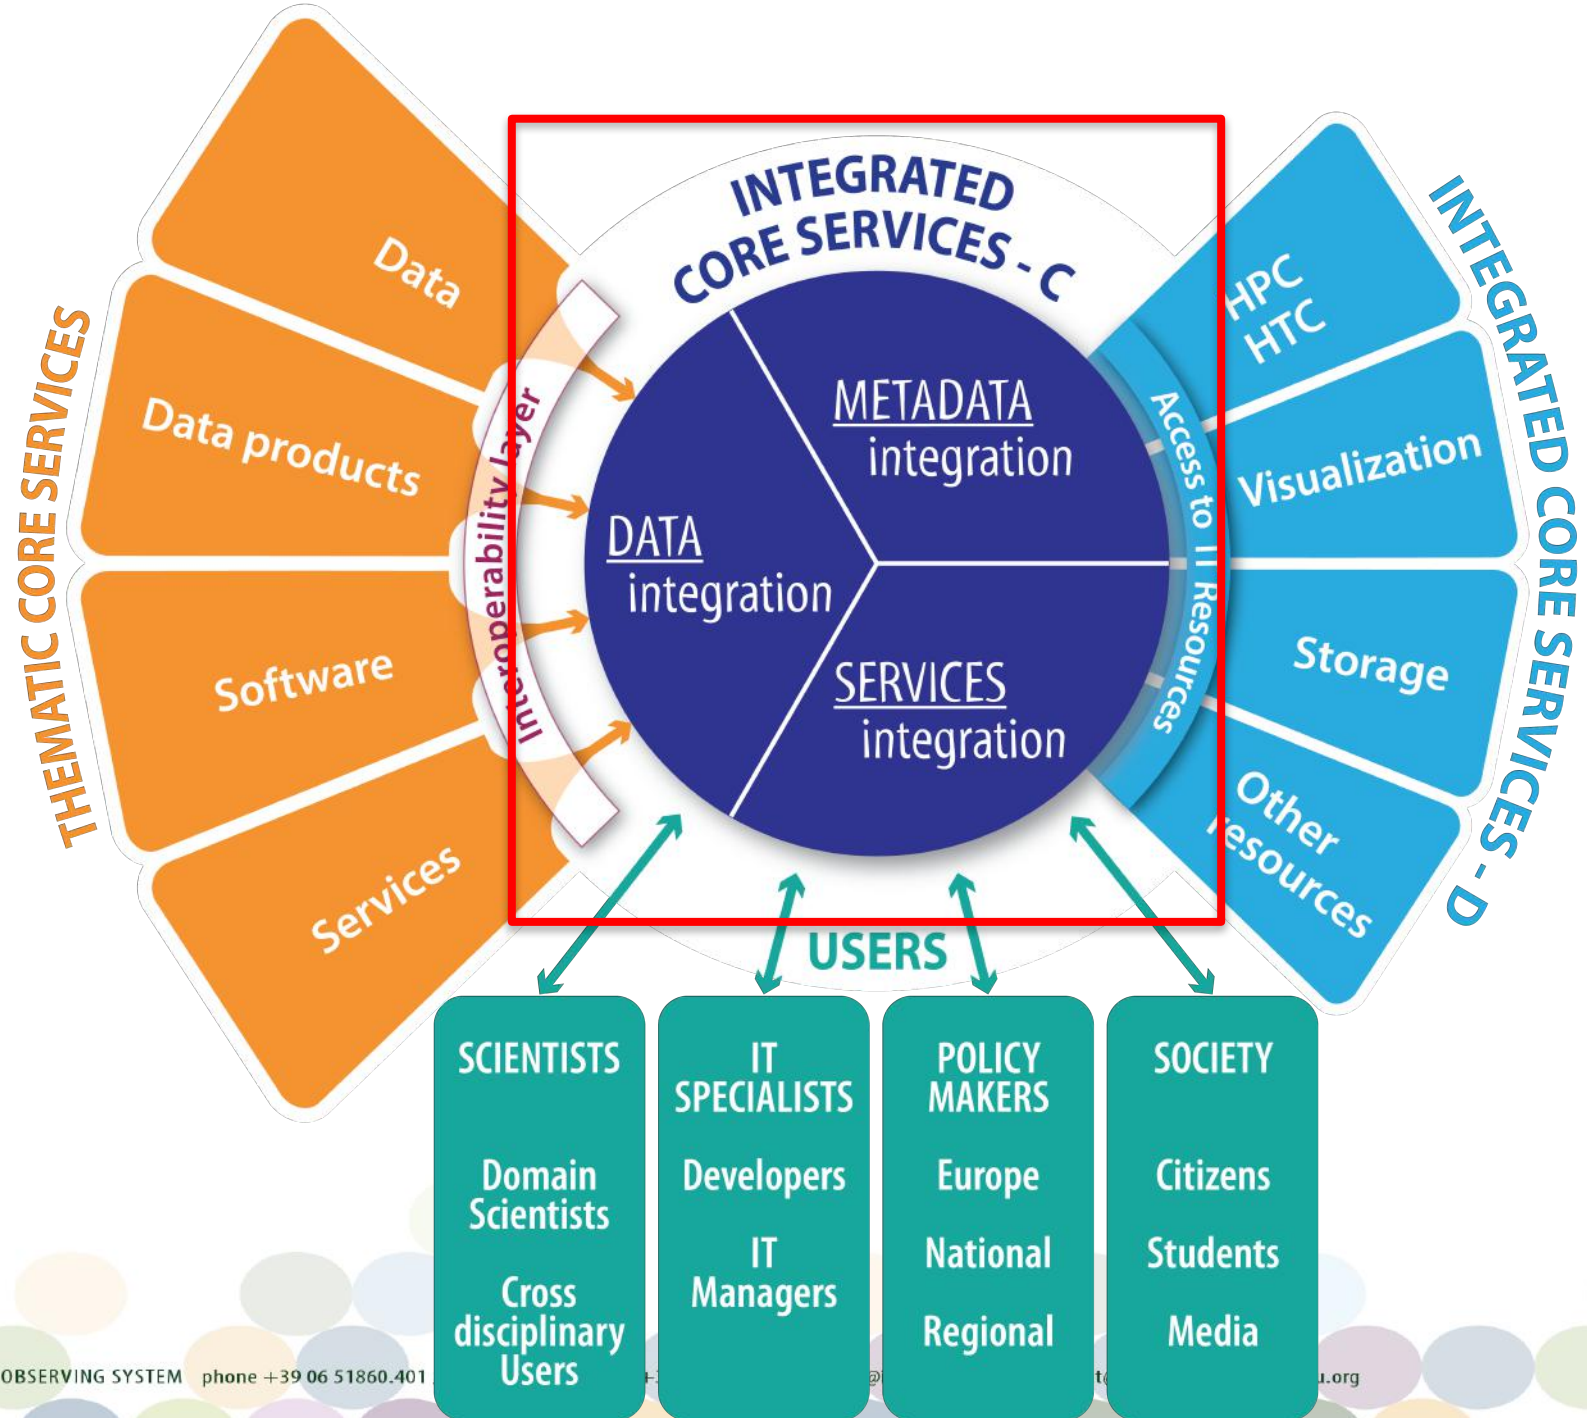 THEMATIC CORE SERVICES
Data
Data products
Software
Services
Interoperability layer
INTEGRATED
CORE SERVICES - C
METADATA
integration
DATA
integration
SERVICES
integration
Access to IT Resources
HPC
HTC
Visualization
Storage
Other
resources
INTEGRATED CORE SERVICES - D
USERS
SCIENTISTS
Domain
Scientists
Cross
disciplinary
Users
IT
SPECIALISTS
Developers
IT
Managers
POLICY
MAKERS
Europe
National
Regional
SOCIETY
Citizens
Students
Media
OBSERVING SYSTEM phone +39 06 51860.401
.org